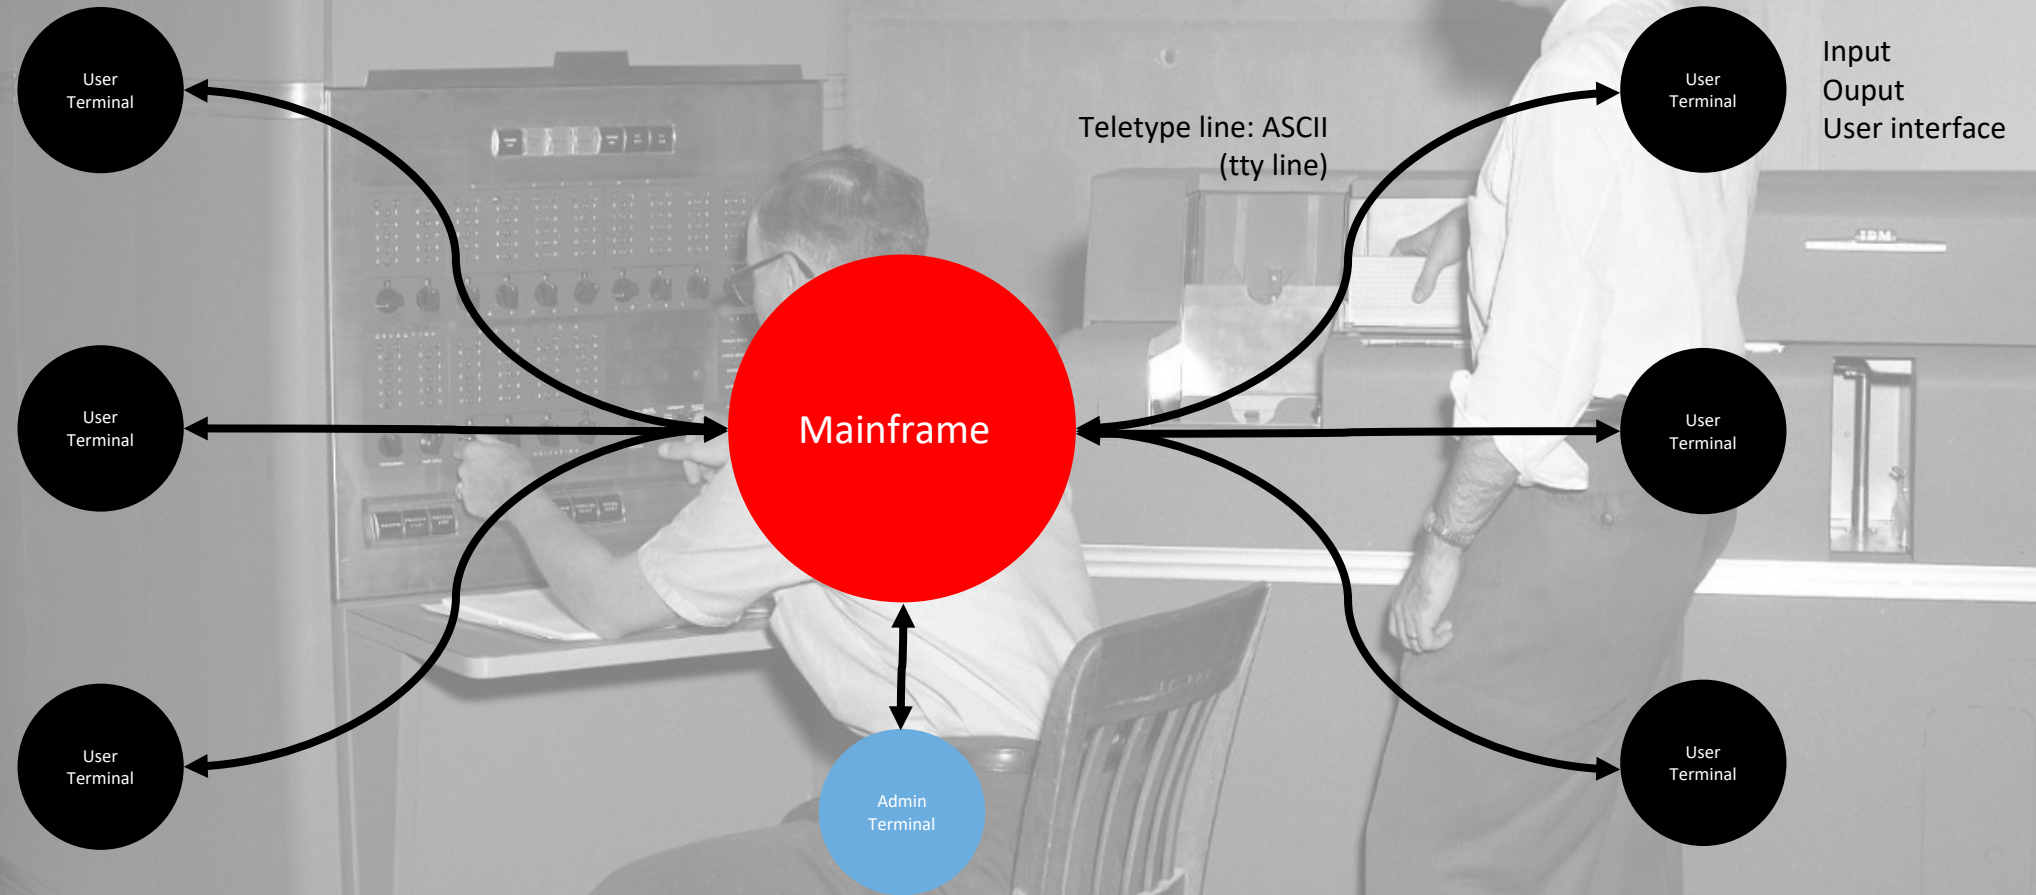 User
Terminal
User
Terminal
Input
Ouput
User interface
Teletype line: ASCII
(tty line)
IBM
User
Terminal
Mainframe
User
Terminal
User
Terminal
User
Terminal
Admin
Terminal